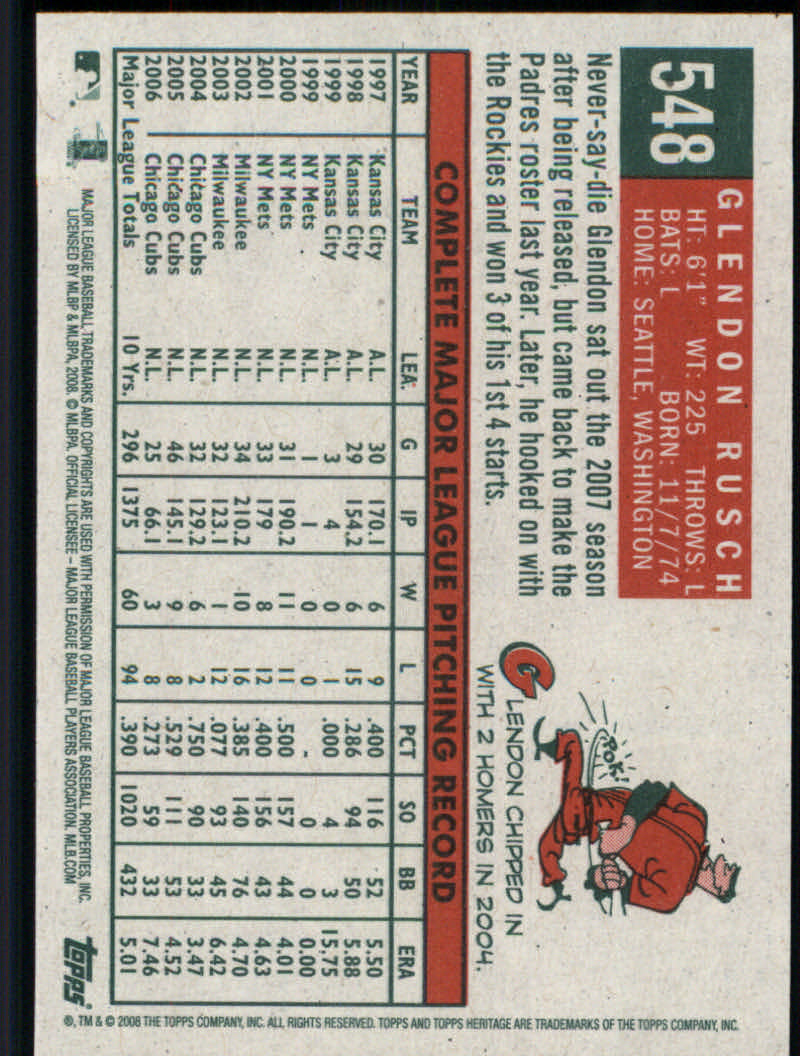 548
GLENDON RUSCH
HT: 6'1" WT: 225 THROWS: L
BATS: L BORN: 11/7/74
HOME: SEATTLE, WASHINGTON
Never-say-die Glendon sat out the 2007 season
after being released, but came back to make the
Padres roster last year. Later, he hooked on with
the Rockies and won 3 of his 1st 4 starts.
POK!
GLENDON CHIPPED IN
WITH 2 HOMERS IN 2004.
COMPLETE MAJOR LEAGUE PITCHING RECORD
YEAR TEAM LEA. G IP W L PCT SO BB ERA
1997 Kansas City A.L. 30 170.1 6 9 .400 116 52 5.50
1998 Kansas City A.L. 29 154.2 6 15 .286 94 50 5.88
1999 Kansas City A.L. 3 4 0 1 .000 4 3 15.75
1999 NY Mets N.L. 1 1 0 0 - 0 0 0.00
2000 NY Mets N.L. 31 190.2 11 11 .500 157 44 4.01
2001 NY Mets N.L. 33 179 8 12 .400 156 43 4.63
2002 Milwaukee N.L. 34 210.2 10 16 .385 140 76 4.70
2003 Milwaukee N.L. 32 123.1 1 12 .077 93 45 6.42
2004 Chicago Cubs N.L. 32 129.2 6 2 .750 90 33 3.47
2005 Chicago Cubs N.L. 46 145.1 9 8 .529 111 53 4.52
2006 Chicago Cubs N.L. 25 66.1 3 8 .273 59 33 7.46
Major League Totals 10 Yrs. 296 1375 60 94 .390 1020 432 5.01
MAJOR LEAGUE BASEBALL TRADEMARKS AND COPYRIGHTS ARE USED WITH PERMISSION OF MAJOR LEAGUE BASEBALL PROPERTIES, INC.
LICENSED BY MLBP & MLBPA, 2008. © MLBPA. OFFICIAL LICENSEE – MAJOR LEAGUE BASEBALL PLAYERS ASSOCIATION. MLB.COM
topps
®, TM & © 2008 THE TOPPS COMPANY, INC. ALL RIGHTS RESERVED. TOPPS AND TOPPS HERITAGE ARE TRADEMARKS OF THE TOPPS COMPANY, INC.